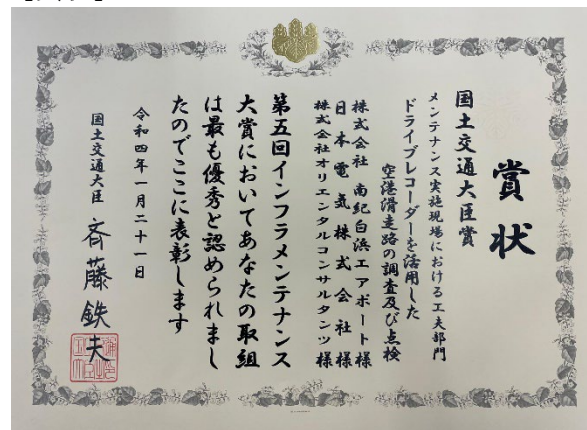 賞状
国土交通大臣賞
メンテナンス実施現場における工夫部門
ドライブレコーダーを活用した
空港滑走路の調査及び点検
株式会社 南紀白浜エアポート様
日本電気株式会社様
株式会社オリエンタルコンサルタンツ様
第五回インフラメンテナンス
大賞においてあなたの取組
は最も優秀と認められまし
たのでここに表彰します
令和四年一月二十一日
国土交通大臣 斉藤鉄夫